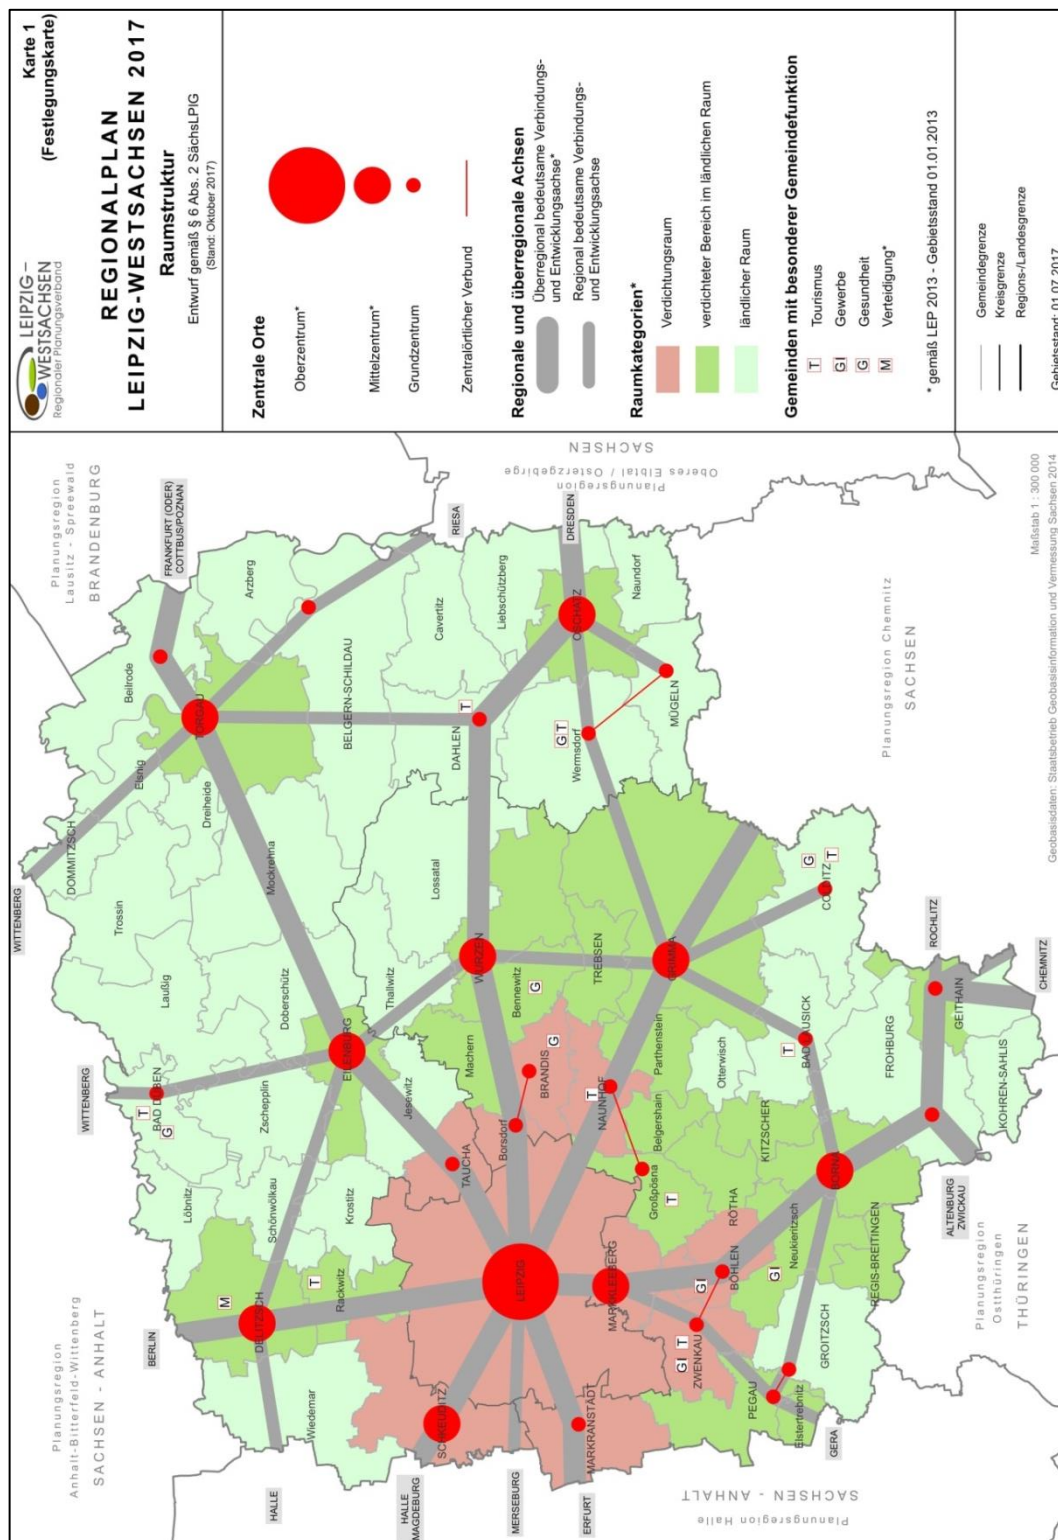 LEIPZIG-
WESTSACHSEN
Regionaler Planungsverband
Karte 1
(Festlegungskarte)
REGIONALPLAN
LEIPZIG-WESTSACHSEN 2017
Raumstruktur
Entwurf gemäß § 6 Abs. 2 SächsLPlG
(Stand: Oktober 2017)
Zentrale Orte
Oberzentrum*
Mittelzentrum*
Grundzentrum
Zentralörtlicher Verbund
Regionale und überregionale Achsen
Überregional bedeutsame Verbindungs-
und Entwicklungsachse*
Regional bedeutsame Verbindungs-
und Entwicklungsachse
Raumkategorien*
Verdichtungsraum
verdichteter Bereich im ländlichen Raum
ländlicher Raum
Gemeinden mit besonderer Gemeindefunktion
T Tourismus
GI Gewerbe
G Gesundheit
M Verteidigung*
* gemäß LEP 2013 - Gebietsstand 01.01.2013
Gemeindegrenze
Kreisgrenze
Regions-/Landesgrenze
Gebietsstand: 01.07.2017
Planungsregion
Anhalt-Bitterfeld-Wittenberg
SACHSEN - ANHALT
Planungsregion
Lausitz - Spreewald
BRANDENBURG
WITTENBERG
WITTENBERG
BERLIN
HALLE
HALLE
MAGDEBURG
MERSEBURG
ERFURT
GERA
ALTENBURG
ZWICKAU
CHEMNITZ
ROCHLITZ
DRESDEN
RIESA
FRANKFURT (ODER)
COTTBUS/POZNAN
DOMMITZSCH
Elsnig
Beilrode
Arzberg
TORGAU
Dreiheide
Trossin
Mockrehna
Laußig
Doberschütz
BAD DÜBEN
T
G
Zschepplin
Löbnitz
Schönwölkau
Krostitz
M
DELITZSCH
T
Rackwitz
Wiedemar
EILENBURG
Jesewitz
Thallwitz
Lossatal
BELGERN-SCHILDAU
Cavertitz
Liebschützberg
DAHLEN
T
OSCHATZ
Naundorf
G T
Wermsdorf
MÜGELN
WURZEN
Bennewitz
G
Machern
TREBSEN
TAUCHA
Borsdorf
BRANDIS
G
LEIPZIG
SCHKEUDITZ
MARKRANSTÄDT
MARKKLEEBERG
NAUNHOF
T
Parthenstein
GRIMMA
Großpösna
T
Belgershain
Otterwisch
BAD LAUSICK
T
COLDITZ
G
T
KITZSCHER
RÖTHA
BÖHLEN
GI
ZWENKAU
GI T
Neukieritzsch
GI
BORNA
FROHBURG
GEITHAIN
KOHREN-SAHLIS
REGIS-BREITINGEN
GROITZSCH
PEGAU
Elstertrebnitz
Planungsregion
Oberes Elbtal / Osterzgebirge
SACHSEN
Planungsregion Chemnitz
SACHSEN
Planungsregion
Ostthüringen
THÜRINGEN
Planungsregion Halle
SACHSEN - ANHALT
Maßstab 1 : 300 000
Geobasisdaten: Staatsbetrieb Geobasisinformation und Vermessung Sachsen 2014